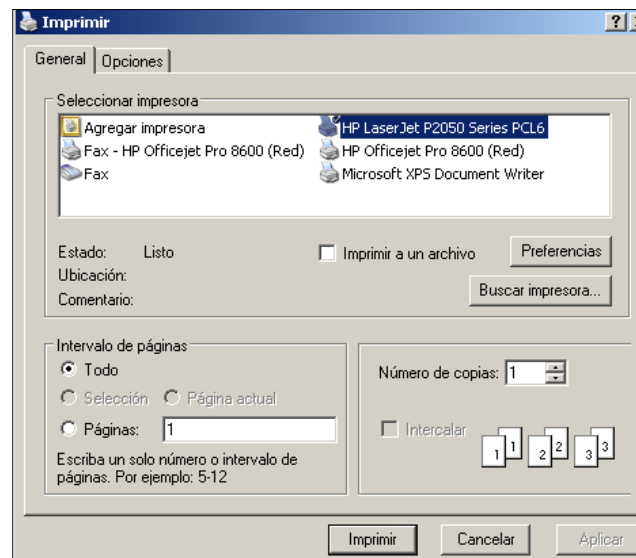 Imprimir
General Opciones
Seleccionar impresora
Agregar impresora HP LaserJet P2050 Series PCL6
Fax - HP Officejet Pro 8600 (Red) HP Officejet Pro 8600 (Red)
Fax Microsoft XPS Document Writer
Estado: Listo Imprimir a un archivo Preferencias
Ubicación:
Comentario: Buscar impresora...
Intervalo de páginas
Todo Número de copias: 1
Selección Página actual
Páginas: 1 Intercalar
1 1 2 2 3 3
Escriba un solo número o intervalo de
páginas. Por ejemplo: 5-12
Imprimir Cancelar Aplicar